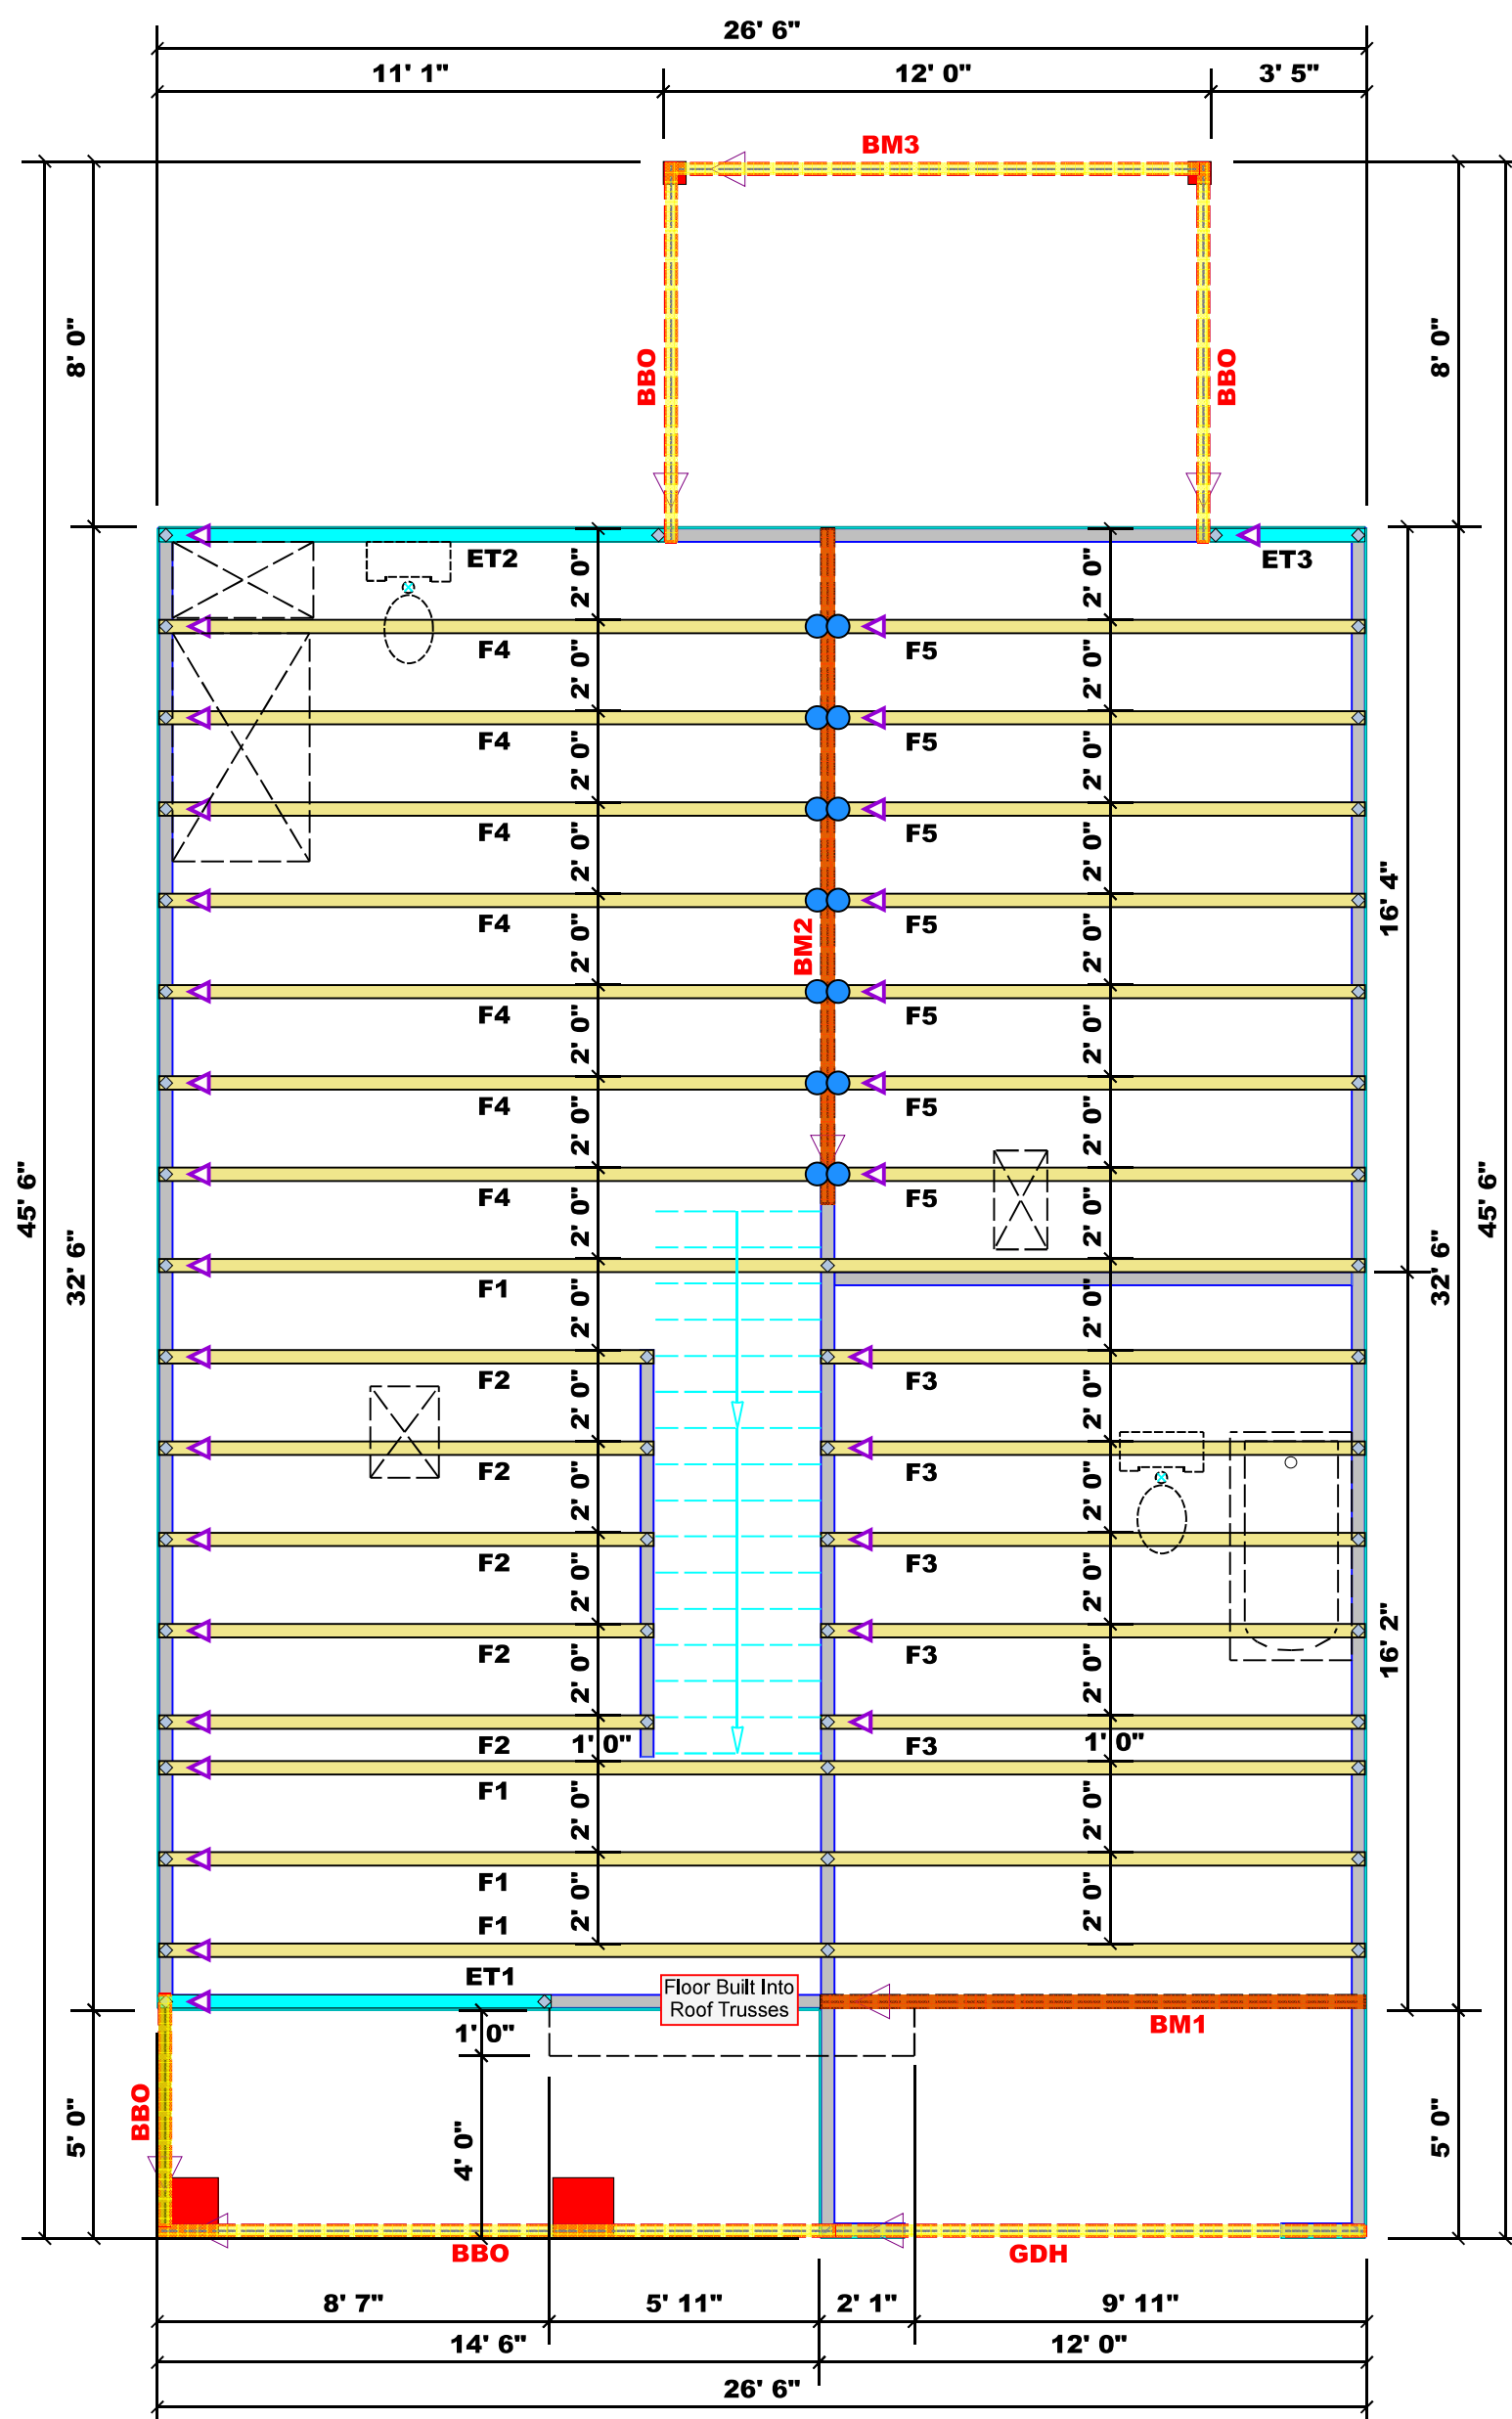 26' 6"
11' 1"
12' 0"
3' 5"
BM3
8' 0"
BBO
BBO
8' 0"
ET2
ET3
2' 0"
2' 0"
F4
F5
2' 0"
2' 0"
F4
F5
2' 0"
2' 0"
F4
F5
2' 0"
2' 0"
16' 4"
F4
F5
BM2
2' 0"
2' 0"
F4
F5
2' 0"
2' 0"
F4
F5
2' 0"
2' 0"
F4
F5
45' 6"
32' 6"
2' 0"
2' 0"
32' 6"
45' 6"
F1
2' 0"
2' 0"
F2
F3
2' 0"
2' 0"
F2
F3
2' 0"
2' 0"
F2
F3
2' 0"
2' 0"
16' 2"
F2
F3
2' 0"
2' 0"
F2
1' 0"
F3
1' 0"
F1
2' 0"
2' 0"
F1
2' 0"
2' 0"
F1
ET1
Floor Built Into
Roof Trusses
BM1
1' 0"
5' 0"
BBO
4' 0"
5' 0"
BBO
GDH
8' 7"
5' 11"
2' 1"
9' 11"
14' 6"
12' 0"
26' 6"